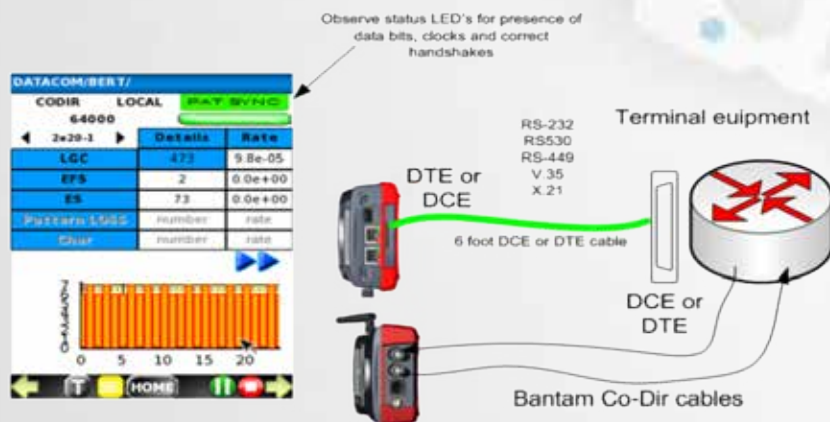 Observe status LED's for presence of
data bits, clocks and correct
handshakes
DATACOM/BERT/
CODIR LOCAL PAT SYNC
64000
2e20-1 Details Rate
LGC 473 9.8e-05
EFS 2 0.0e+00
ES 73 0.0e+00
Pattern LOSS number rate
number rate
0 5 10 15 20
T HOME
RS-232
RS530
RS-449
V.35
X.21
Terminal euipment
DTE or
DCE
6 foot DCE or DTE cable
DCE or
DTE
Bantam Co-Dir cables